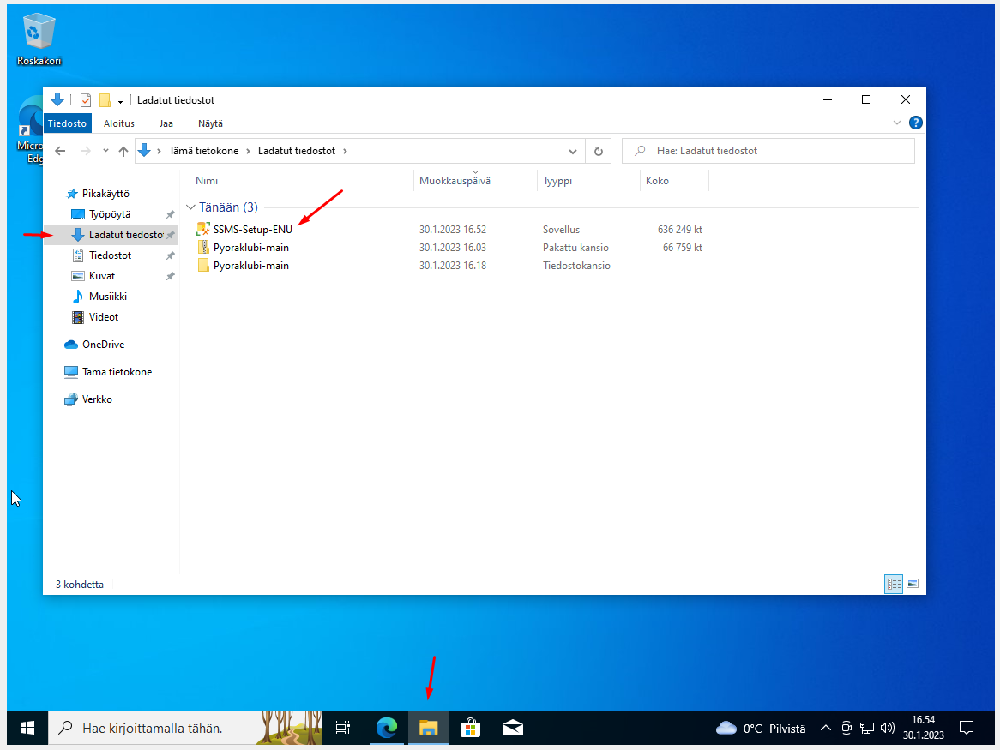 Roskakori
Micro
Edg
Ladatut tiedostot
Tiedosto Aloitus Jaa Näytä
Tämä tietokone Ladatut tiedostot
Hae: Ladatut tiedostot
Nimi Muokkauspäivä Tyyppi Koko
Pikakäyttö
Työpöytä
Ladatut tiedostot
Tiedostot
Kuvat
Musiikki
Videot
OneDrive
Tämä tietokone
Verkko
Tänään (3)
SSMS-Setup-ENU 30.1.2023 16.52 Sovellus 636 249 kt
Pyoraklubi-main 30.1.2023 16.03 Pakattu kansio 66 759 kt
Pyoraklubi-main 30.1.2023 16.18 Tiedostokansio
3 kohdetta
Hae kirjoittamalla tähän.
0°C Pilvistä
16.54
30.1.2023